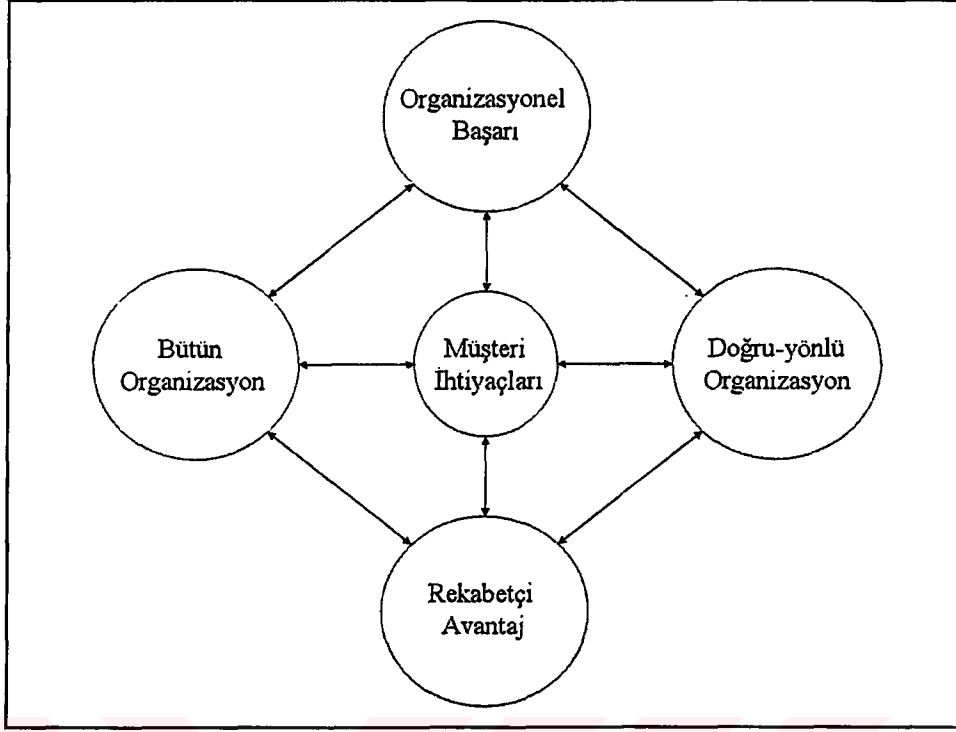 Organizasyonel
Başarı
Bütün
Organizasyon
Müşteri
İhtiyaçları
Doğru-yönlü
Organizasyon
Rekabetçi
Avantaj